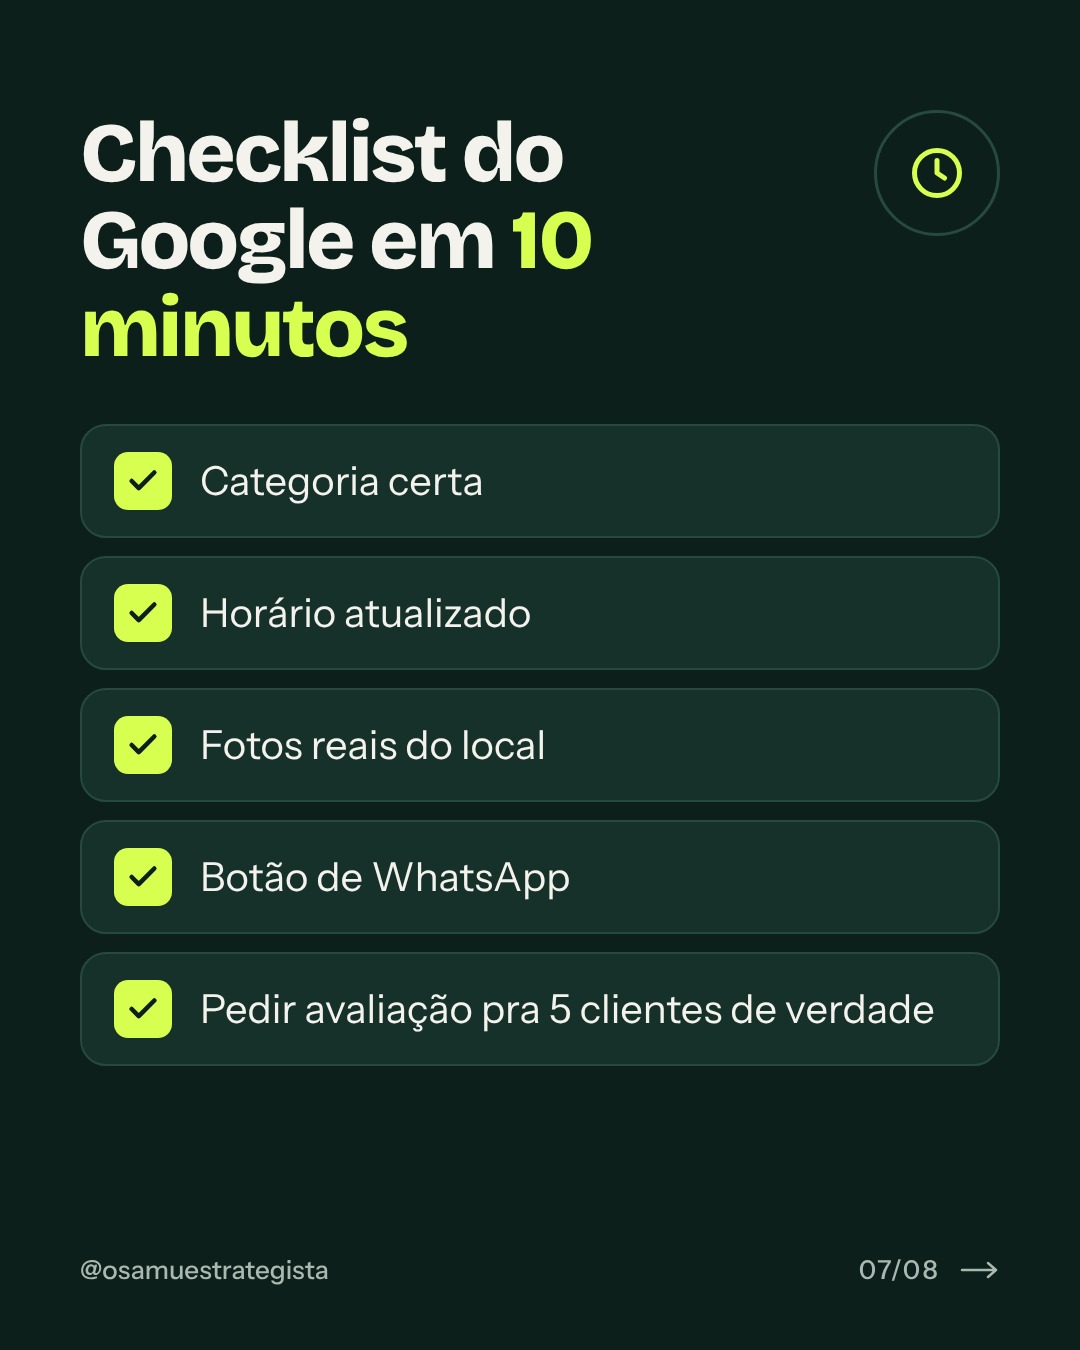 Checklist do
Google em 10
minutos
Categoria certa
Horário atualizado
Fotos reais do local
Botão de WhatsApp
Pedir avaliação pra 5 clientes de verdade
@osamuestrategista
07/08